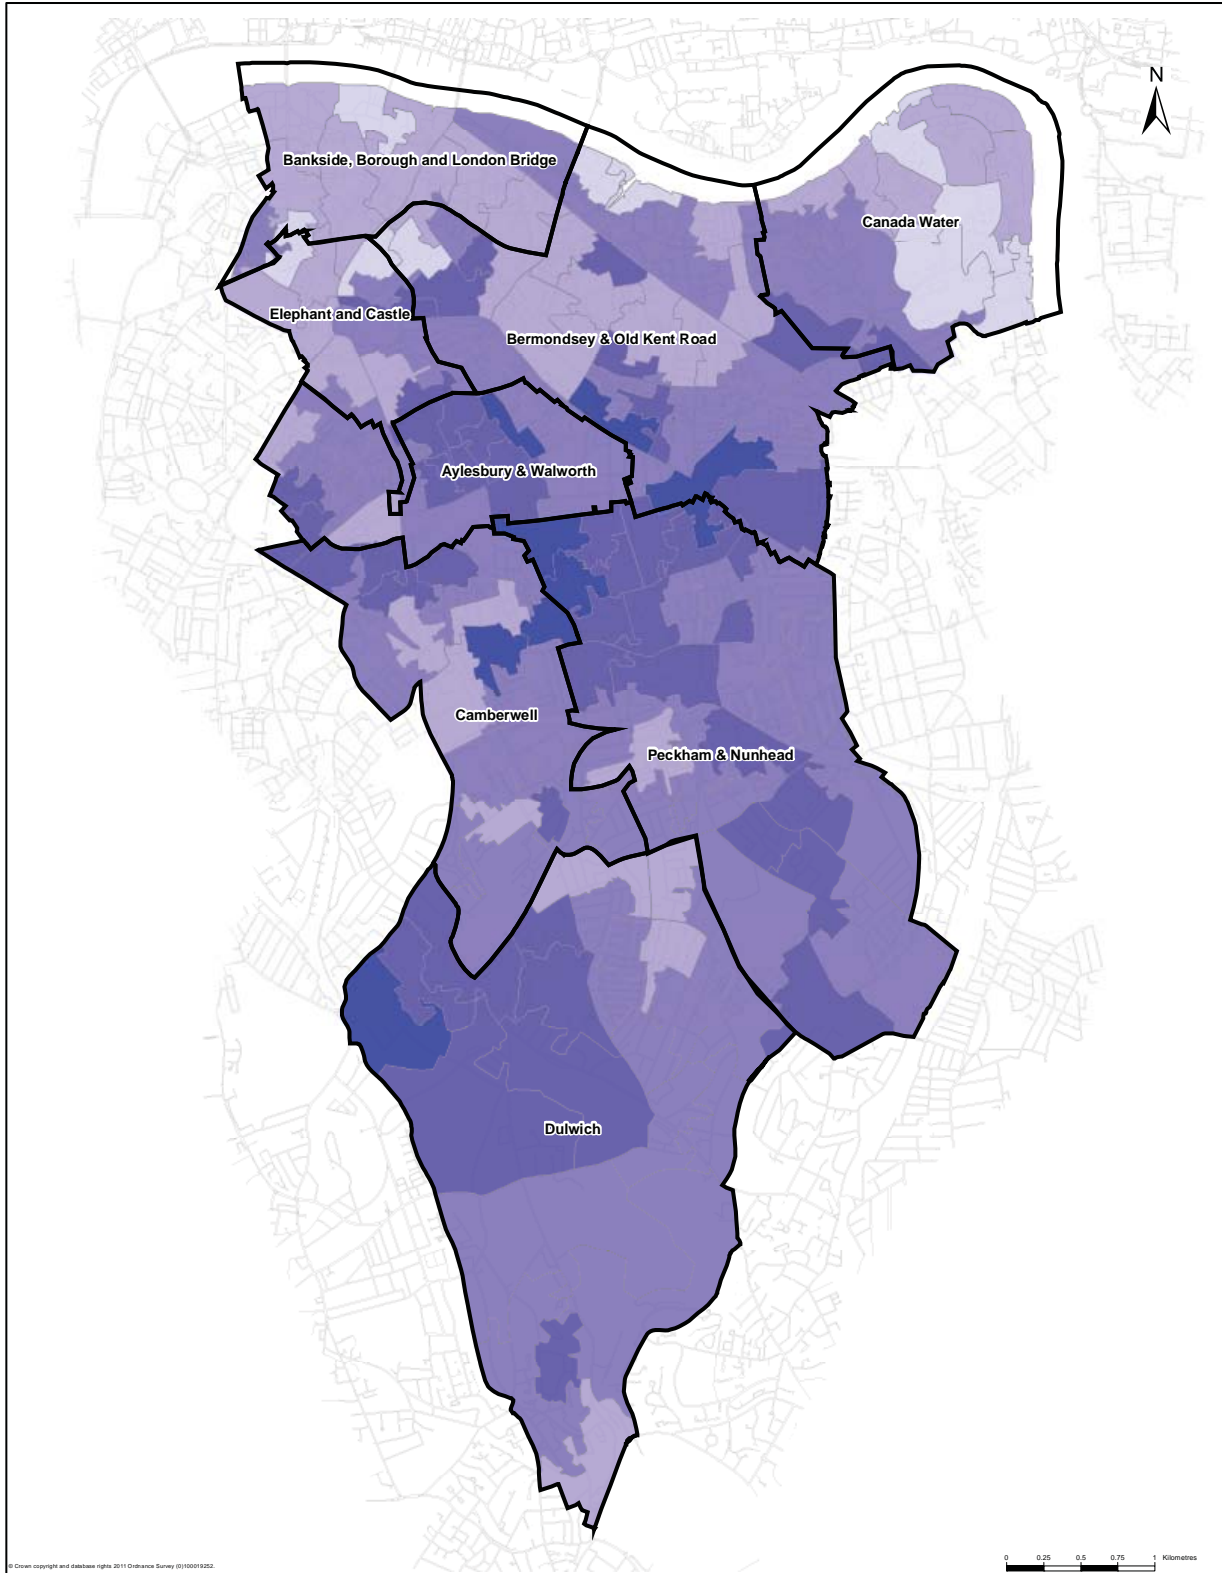 N
Bankside, Borough and London Bridge
Canada Water
Elephant and Castle
Bermondsey & Old Kent Road
Aylesbury & Walworth
Camberwell
Peckham & Nunhead
Dulwich
0 0.25 0.5 0.75 1 Kilometres
© Crown copyright and database rights 2011 Ordnance Survey (0)100019252.